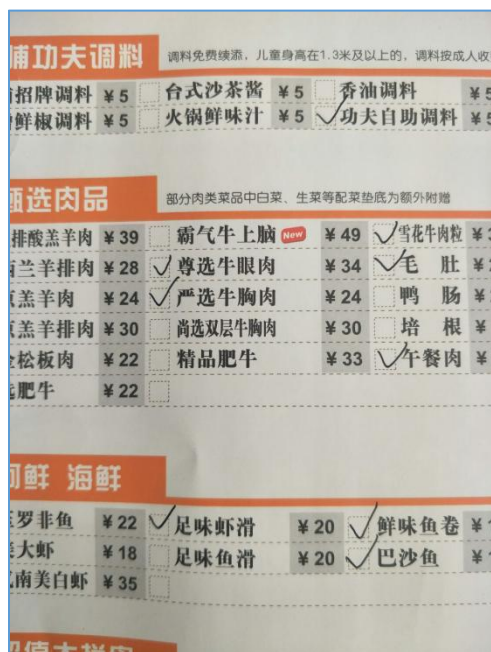 功夫调料 调料免费续添，儿童身高在1.3米及以上的，调料按成人收
招牌调料 ¥5 台式沙茶酱 ¥5 香油调料 ¥5
鲜椒调料 ¥5 火锅鲜味汁 ¥5 功夫自助调料 ¥5
甄选肉品 部分肉类菜品中白菜、生菜等配菜垫底为额外附赠
排酸羔羊肉 ¥39 霸气牛上脑 New ¥49 雪花牛肉粒 ¥
兰羊排肉 ¥28 尊选牛眼肉 ¥34 毛肚 ¥
羔羊肉 ¥24 严选牛胸肉 ¥24 鸭肠 ¥
羔羊排肉 ¥30 尚选双层牛胸肉 ¥30 培根 ¥
松板肉 ¥22 精品肥牛 ¥33 午餐肉 ¥
肥牛 ¥22
河鲜 海鲜
罗非鱼 ¥22 足味虾滑 ¥20 鲜味鱼卷 ¥
大虾 ¥18 足味鱼滑 ¥20 巴沙鱼 ¥
南美白虾 ¥35